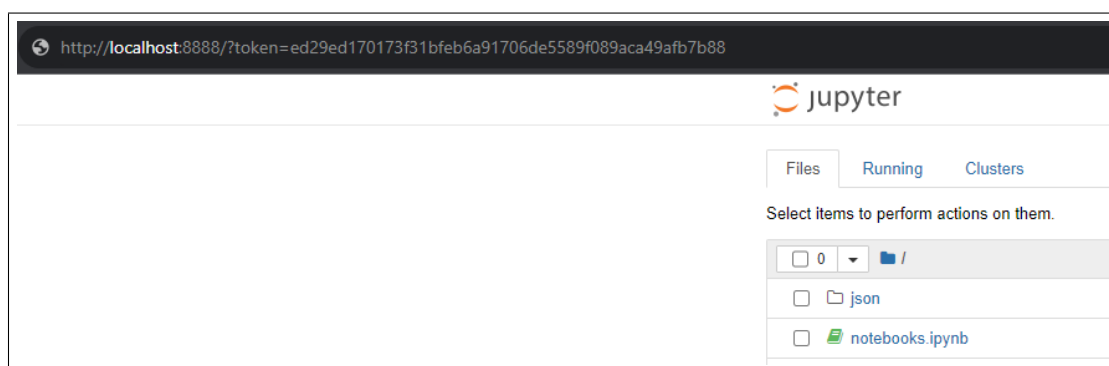 http://localhost:8888/?token=ed29ed170173f31bfeb6a91706de5589f089aca49afb7b88
jupyter
Files Running Clusters
Select items to perform actions on them.
0 /
json
notebooks.ipynb